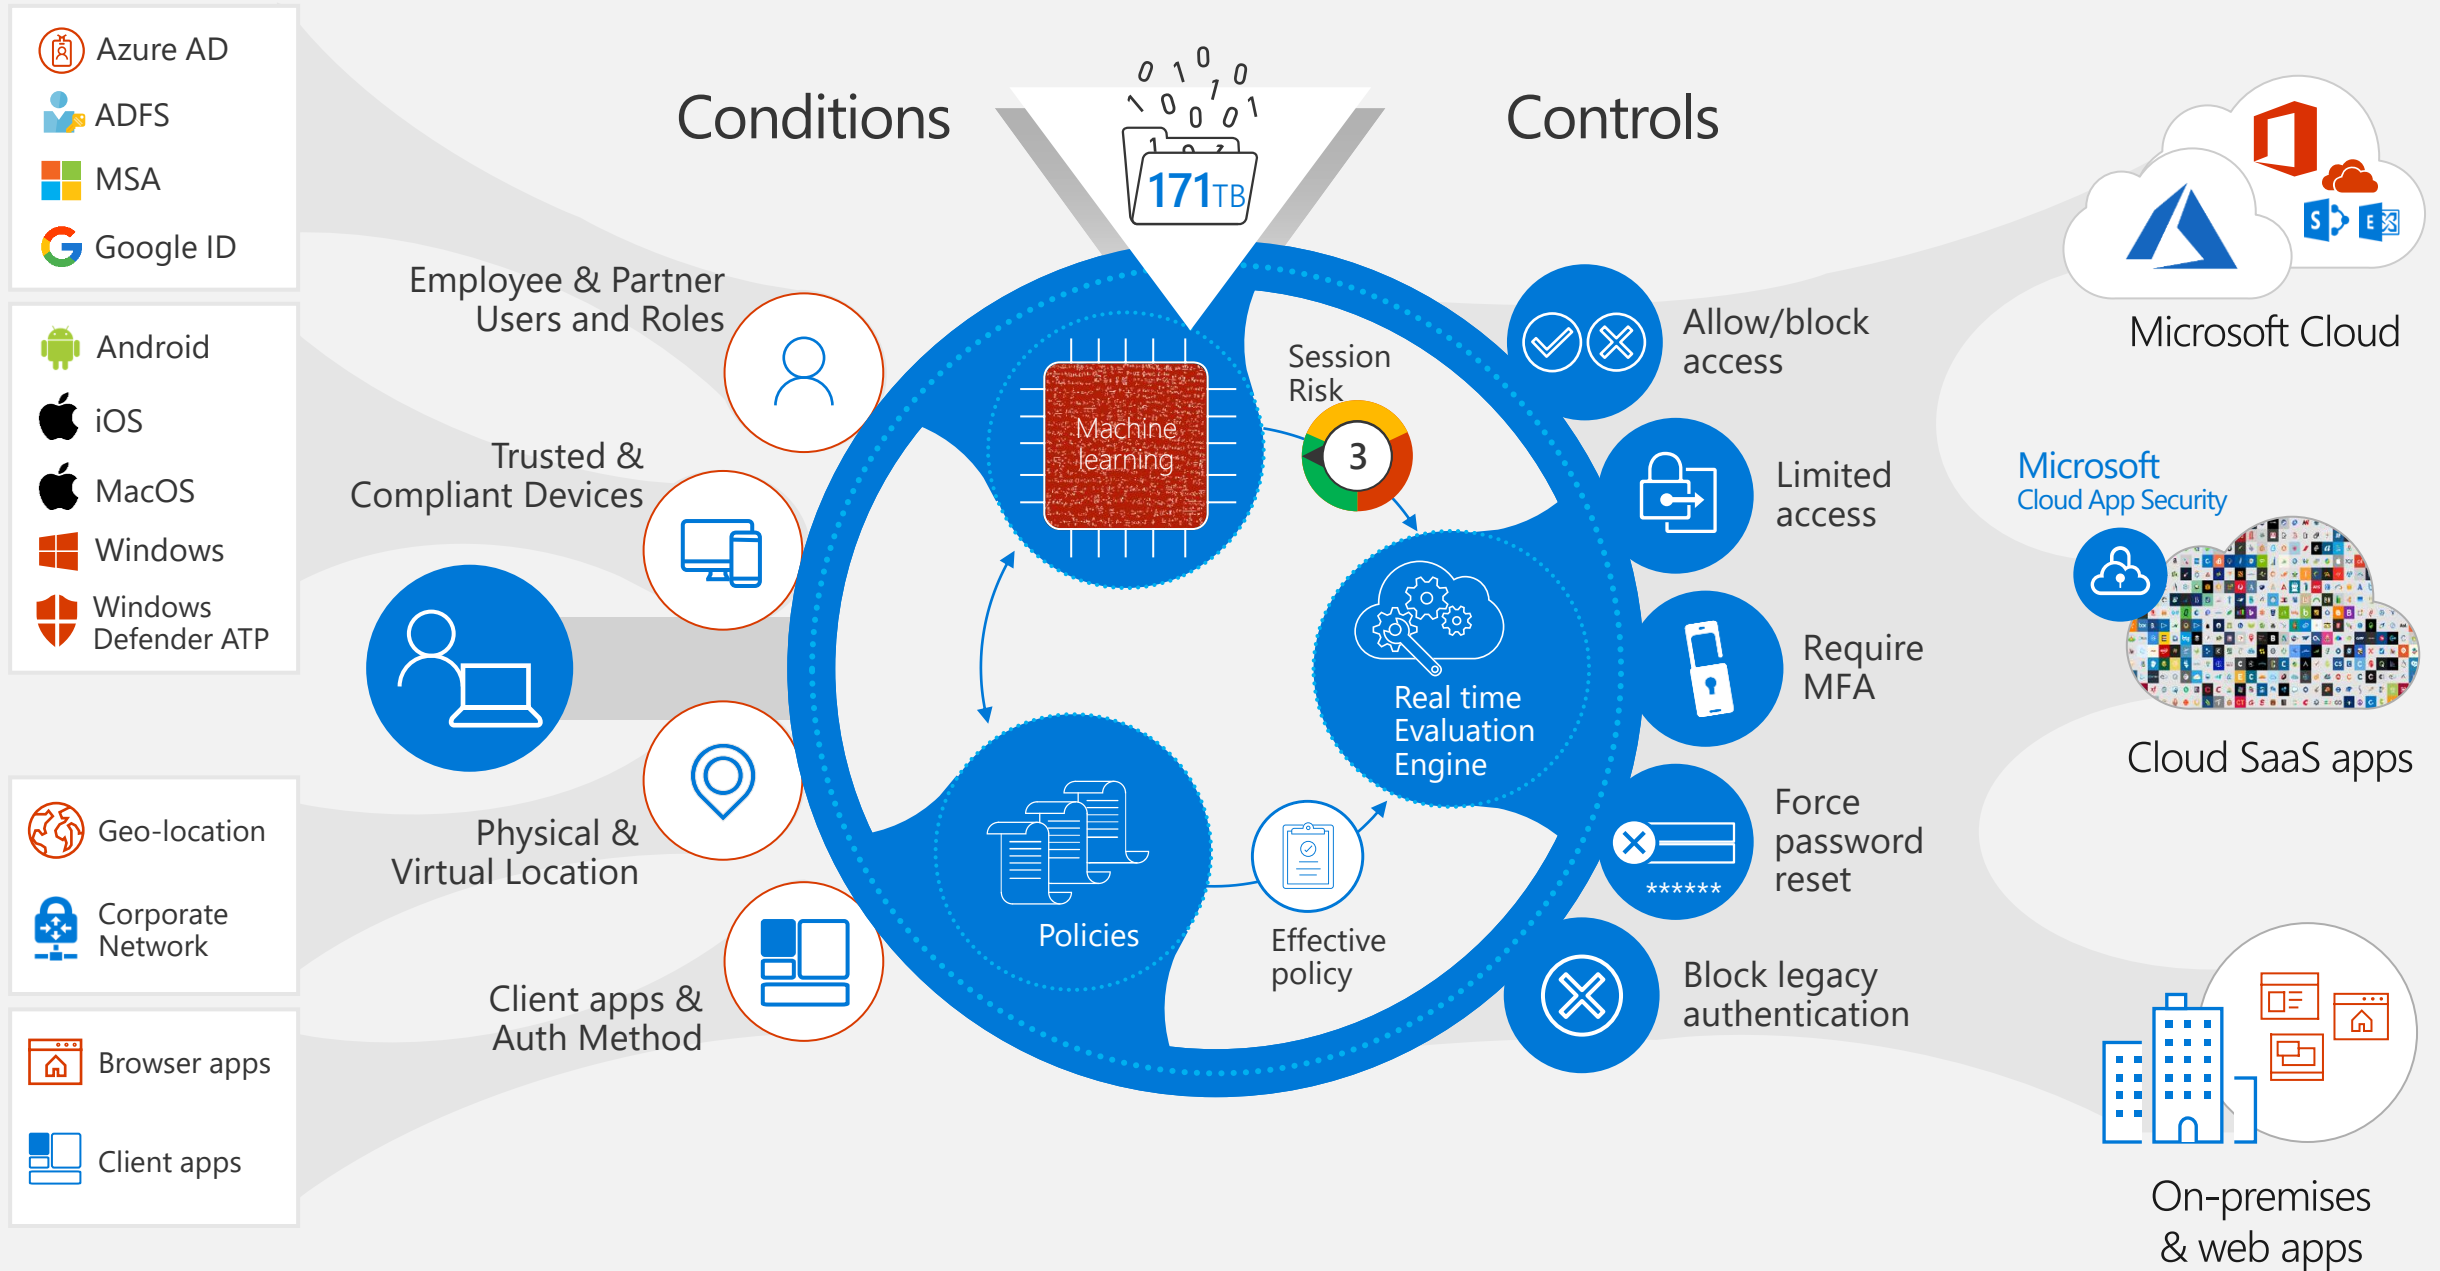 Azure AD
ADFS
MSA
Google ID
Android
iOS
MacOS
Windows
Windows
Defender ATP
Geo-location
Corporate
Network
Browser apps
Client apps
Conditions
Employee & Partner
Users and Roles
Trusted &
Compliant Devices
Physical &
Virtual Location
Client apps &
Auth Method
0 1 0 1 0
1 0 0 0 1
171TB
Machine
learning
Session
Risk
3
Real time
Evaluation
Engine
Policies
Effective
policy
Controls
Allow/block
access
Limited
access
Require
MFA
Force
password
reset
******
Block legacy
authentication
S
E
Microsoft Cloud
Microsoft
Cloud App Security
Cloud SaaS apps
On-premises
& web apps